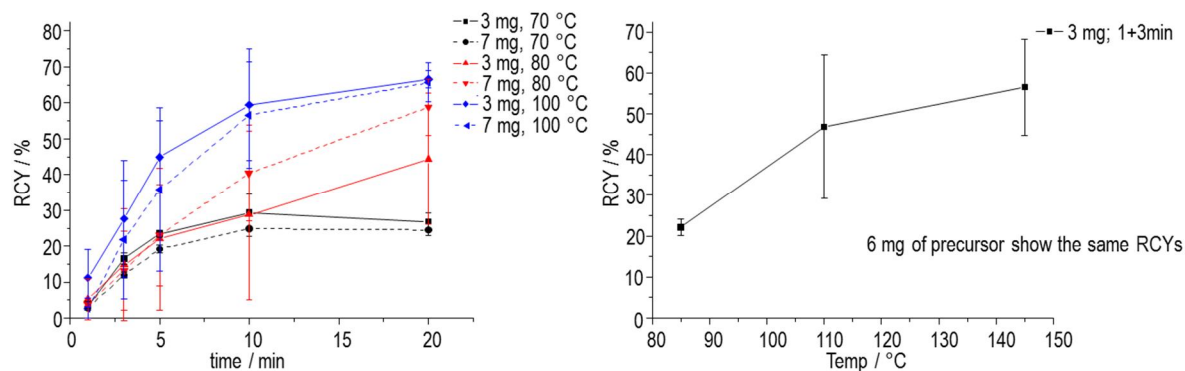 80
70
60
50
40
30
20
10
0
RCY / %
0
5
10
15
20
time / min
3 mg, 70 °C
7 mg, 70 °C
3 mg, 80 °C
7 mg, 80 °C
3 mg, 100 °C
7 mg, 100 °C
70
60
50
40
30
20
10
0
RCY / %
80
90
100
110
120
130
140
150
Temp / °C
3 mg; 1+3min
6 mg of precursor show the same RCYs